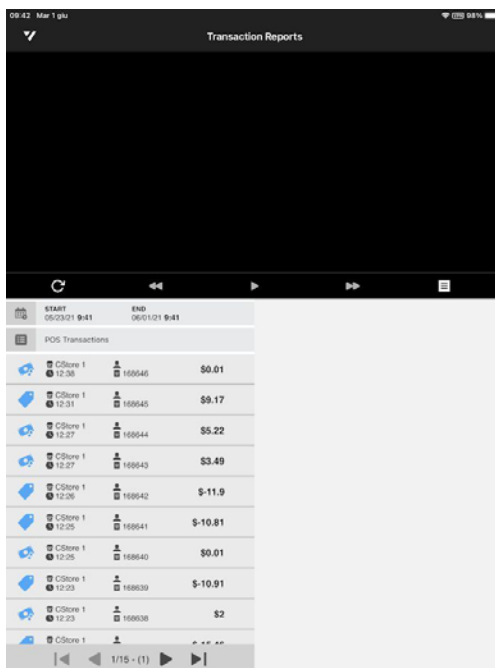 09:42 Mar 1 giu 98%
Transaction Reports
START END
05/23/21 9:41 06/01/21 9:41
POS Transactions
CStore 1
12:38 168646 $0.01
CStore 1
12:31 168645 $9.17
CStore 1
12:27 168644 $5.22
CStore 1
12:27 168643 $3.49
CStore 1
12:26 168642 $-11.9
CStore 1
12:25 168641 $-10.81
CStore 1
12:25 168640 $0.01
CStore 1
12:23 168639 $-10.91
CStore 1
12:23 168638 $2
CStore 1
1/15 - (1)